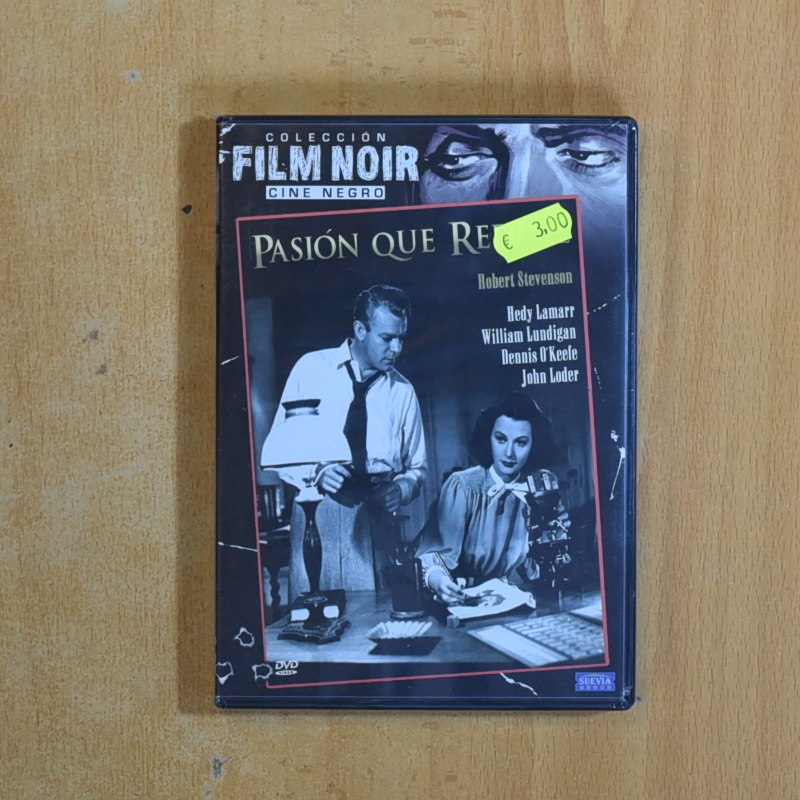 COLECCIÓN
FILM NOIR
CINE NEGRO
PASIÓN QUE
€ 3,00
Robert Stevenson
Hedy Lamarr
William Lundigan
Dennis O'Keefe
John Loder
DVD
VIDEO
SUEVIA